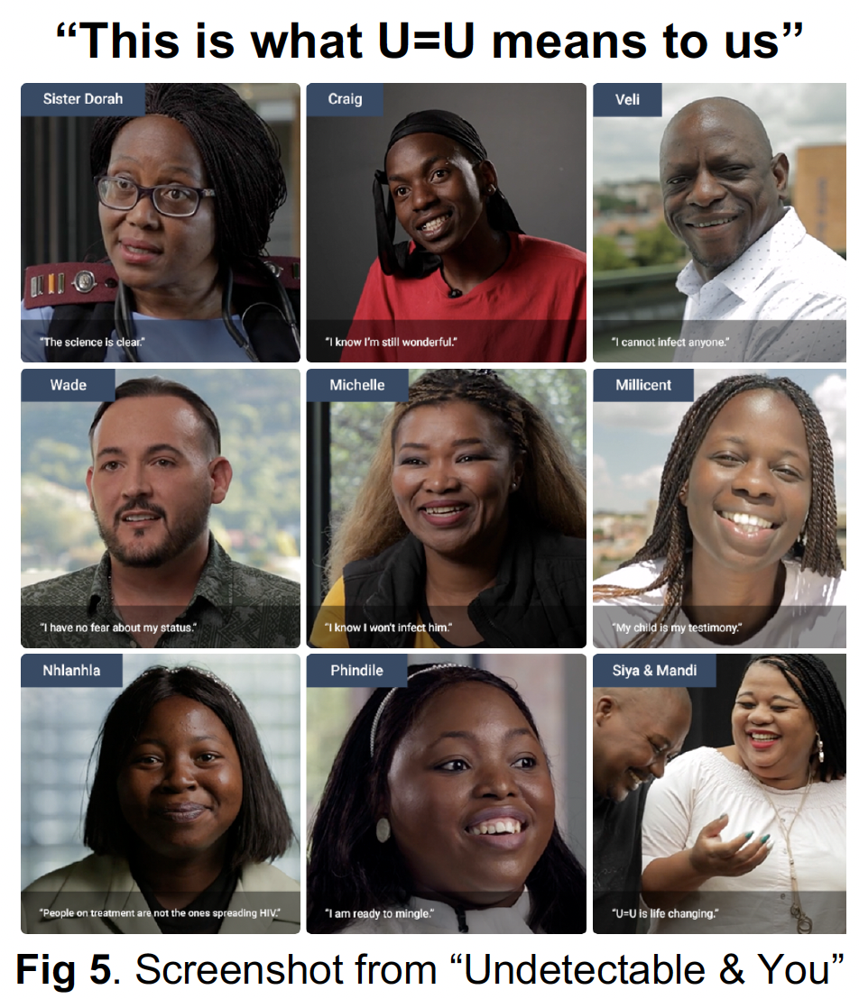 “This is what U=U means to us”
Sister Dorah
“The science is clear.”
Craig
“I know I’m still wonderful.”
Veli
“I cannot infect anyone.”
Wade
“I have no fear about my status.”
Michelle
“I know I won’t infect him.”
Millicent
“My child is my testimony.”
Nhlanhla
“People on treatment are not the ones spreading HIV.”
Phindile
“I am ready to mingle.”
Siya & Mandi
“U=U is life changing.”
Fig 5. Screenshot from “Undetectable & You”